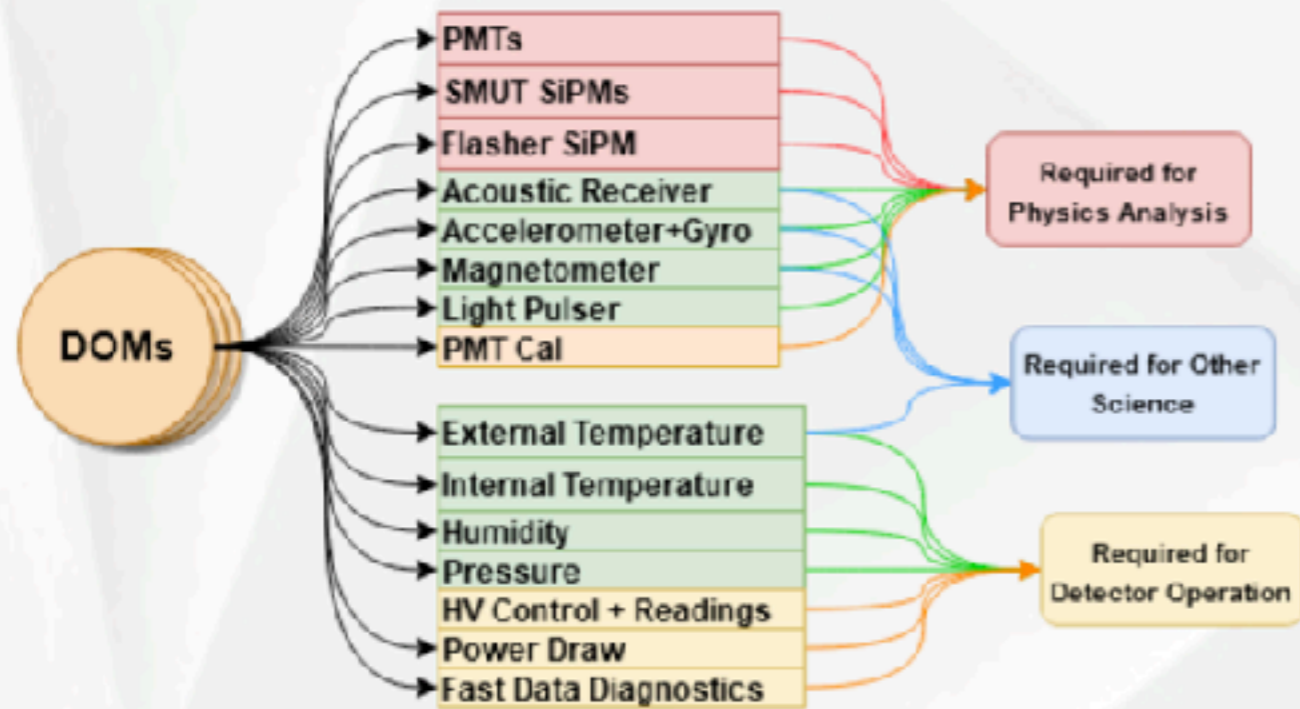 DOMs
PMTs
SMUT SiPMs
Flasher SiPM
Acoustic Receiver
Accelerometer+Gyro
Magnetometer
Light Pulser
PMT Cal
External Temperature
Internal Temperature
Humidity
Pressure
HV Control + Readings
Power Draw
Fast Data Diagnostics
Required for
Physics Analysis
Required for Other
Science
Required for
Detector Operation